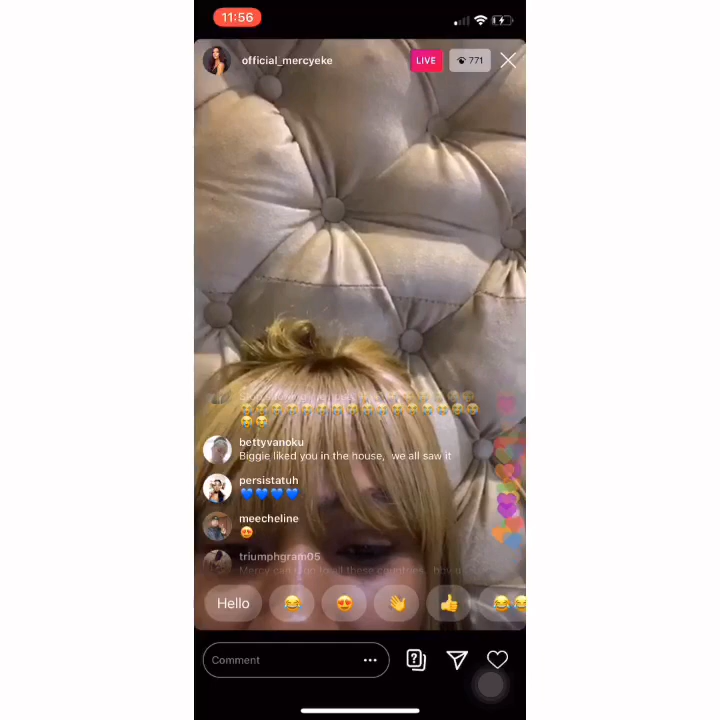 11:56
official_mercyeke
LIVE
771
bettyvanoku
Biggie liked you in the house, we all saw it
persistatuh
meecheline
triumphgram05
Hello
Comment